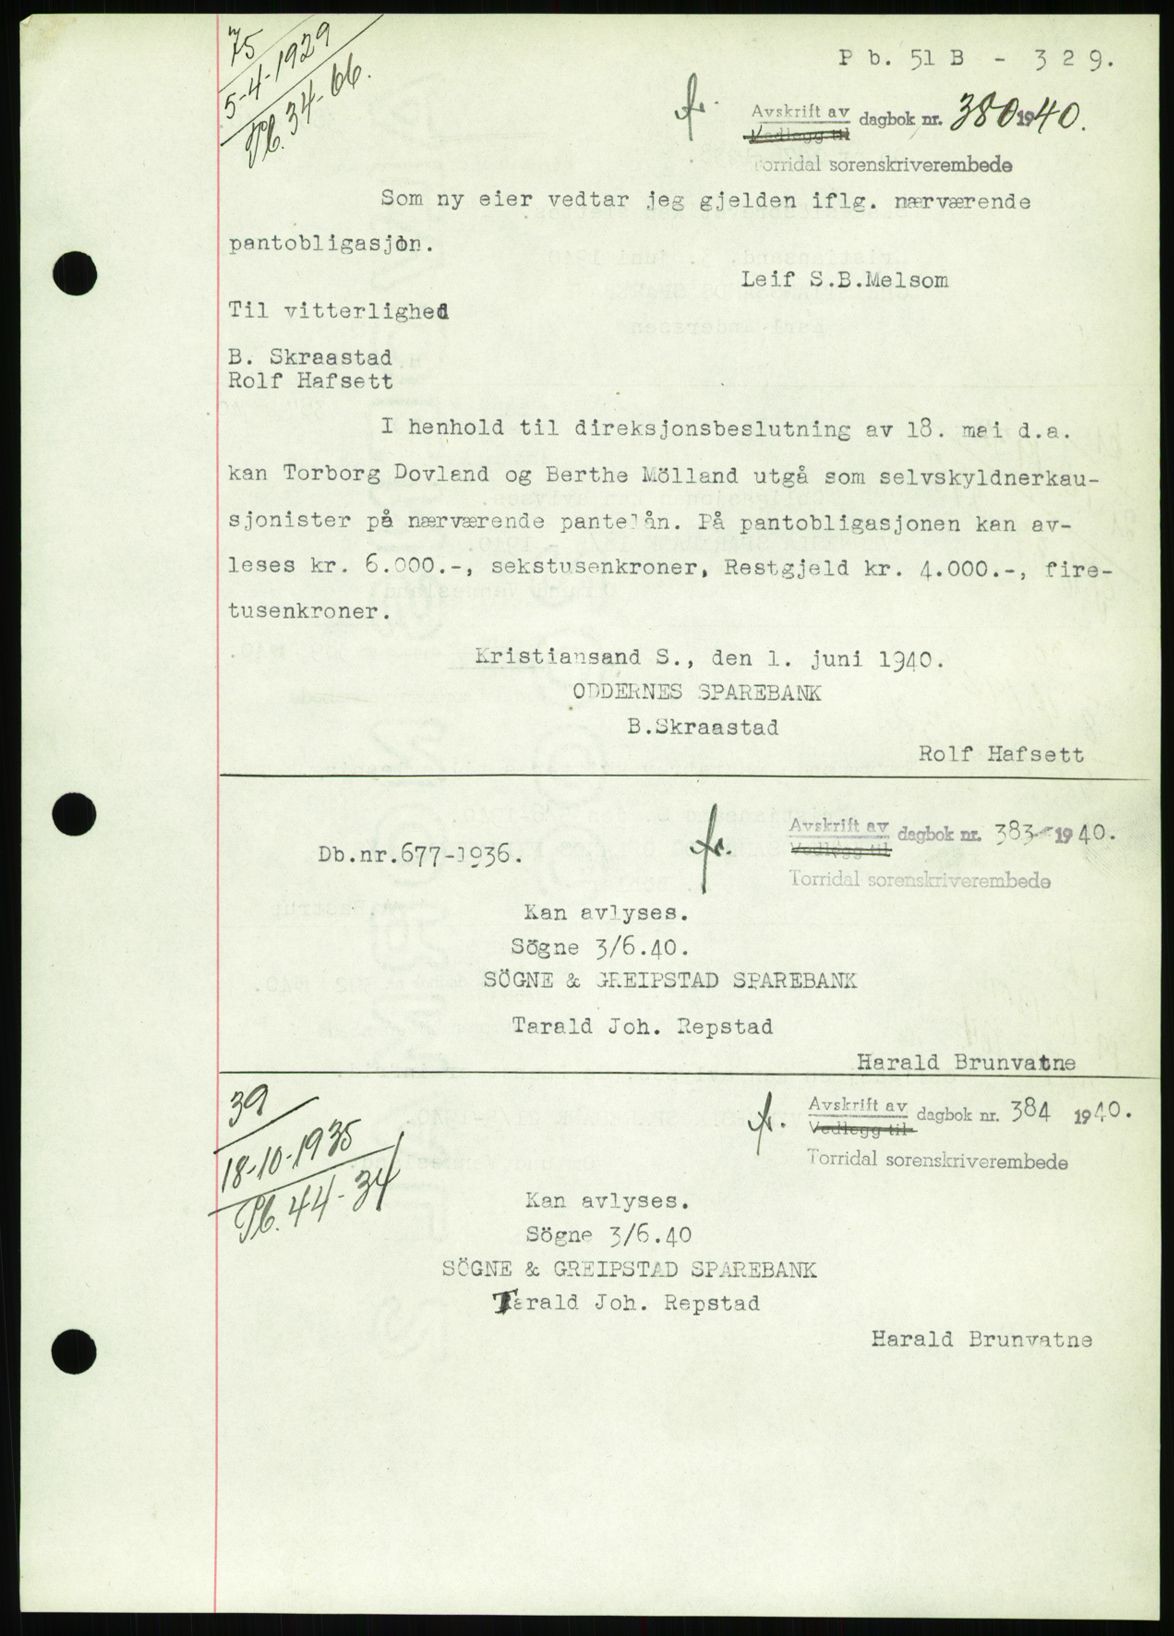 75
5-4-1929
Pb. 34-66.
P b. 51 B - 3 2 9.
Avskrift av dagbok nr. 380 1940.
Vedlegg til
Torridal sorenskriverembede
Som ny eier vedtar jeg gjelden iflg. nærværende
pantobligasjon.
Leif S.B.Melsom
Til vitterlighed
B. Skraastad
Rolf Hafsett
I henhold til direksjonsbeslutning av 18. mai d.a.
kan Torborg Dovland og Berthe Mölland utgå som selvskyldnerkau-
sjonister på nærværende pantelån. På pantobligasjonen kan av-
leses kr. 6.000.-, sekstusenkroner, Restgjeld kr. 4.000.-, fire-
tusenkroner.
Kristiansand S., den 1. juni 1940.
ODDERNES SPAREBANK
B.Skraastad
Rolf Hafsett
Avskrift av dagbok nr. 383 - 1940.
Vedlegg til
Torridal sorenskriverembede
Db.nr.677-1936.
Kan avlyses.
Sögne 3/6.40.
SÖGNE & GREIPSTAD SPAREBANK
Tarald Joh. Repstad
Harald Brunvatne
39
18-10-1935
Pb. 44-34
Avskrift av dagbok nr. 384 1940.
Vedlegg til
Torridal sorenskriverembede
Kan avlyses.
Sögne 3/6.40
SÖGNE & GREIPSTAD SPAREBANK
Tarald Joh. Repstad
Harald Brunvatne